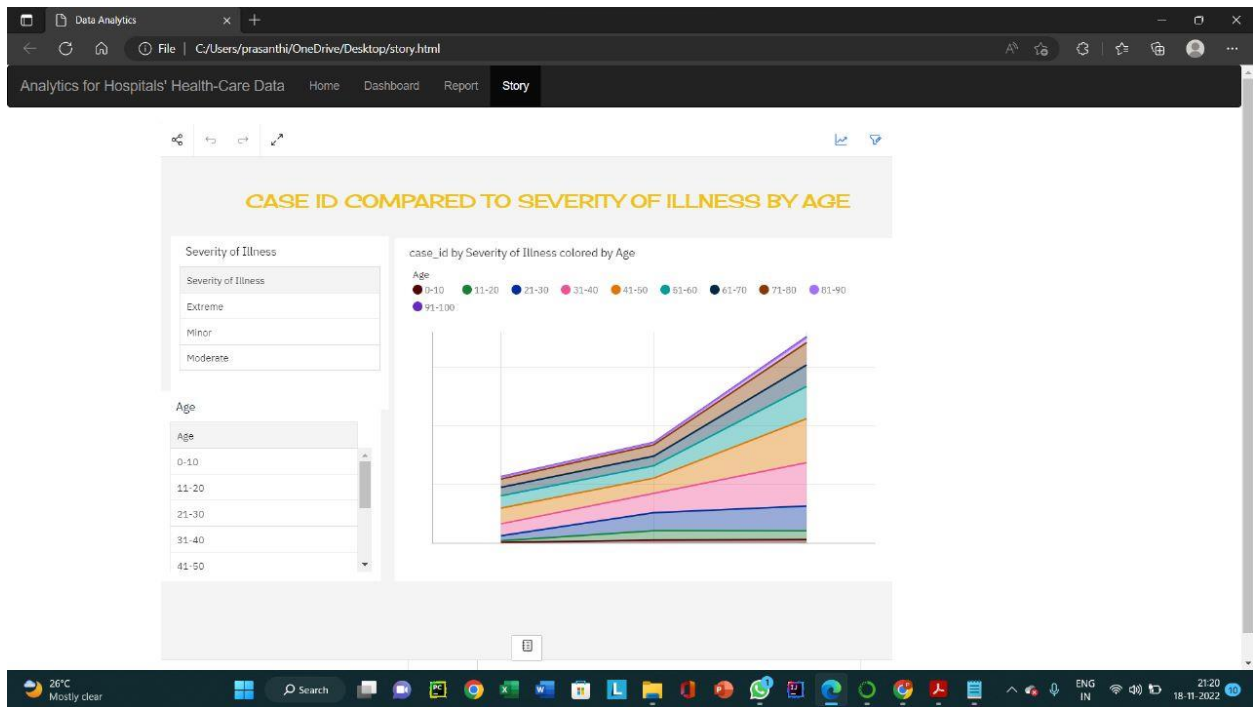 Data Analytics
File | C:/Users/prasanthi/OneDrive/Desktop/story.html
Analytics for Hospitals' Health-Care Data Home Dashboard Report Story
CASE ID COMPARED TO SEVERITY OF ILLNESS BY AGE
Severity of Illness
Severity of Illness
Extreme
Minor
Moderate
Age
Age
0-10
11-20
21-30
31-40
41-50
case_id by Severity of Illness colored by Age
Age
0-10 11-20 21-30 31-40 41-50 51-60 61-70 71-80 81-90
91-100
26°C
Mostly clear
Search
ENG
IN
21:20
18-11-2022
10